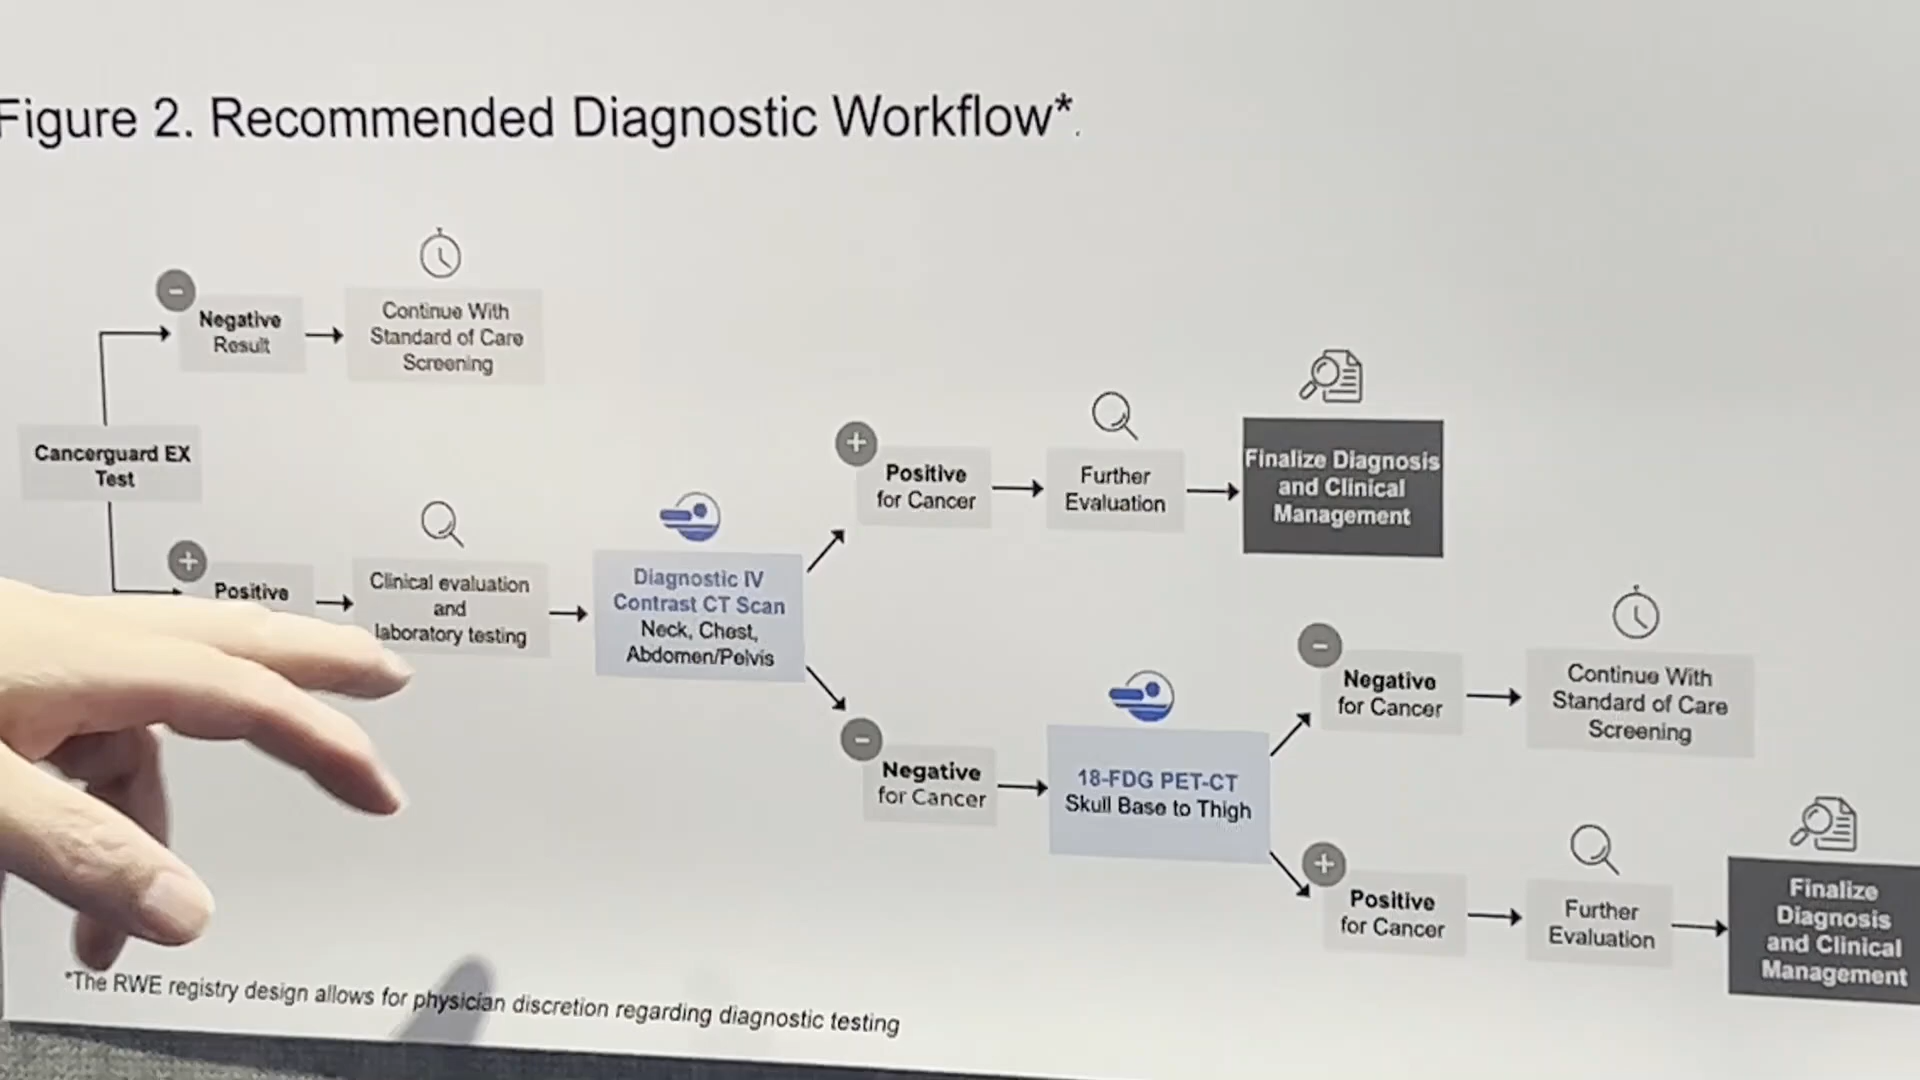 Figure 2. Recommended Diagnostic Workflow*.
Negative
Result
Continue With
Standard of Care
Screening
Cancerguard EX
Test
Positive
Clinical evaluation
and
laboratory testing
Diagnostic IV
Contrast CT Scan
Neck, Chest,
Abdomen/Pelvis
Positive
for Cancer
Further
Evaluation
Finalize Diagnosis
and Clinical
Management
Negative
for Cancer
18-FDG PET-CT
Skull Base to Thigh
Negative
for Cancer
Continue With
Standard of Care
Screening
Positive
for Cancer
Further
Evaluation
Finalize
Diagnosis
and Clinical
Management
*The RWE registry design allows for physician discretion regarding diagnostic testing